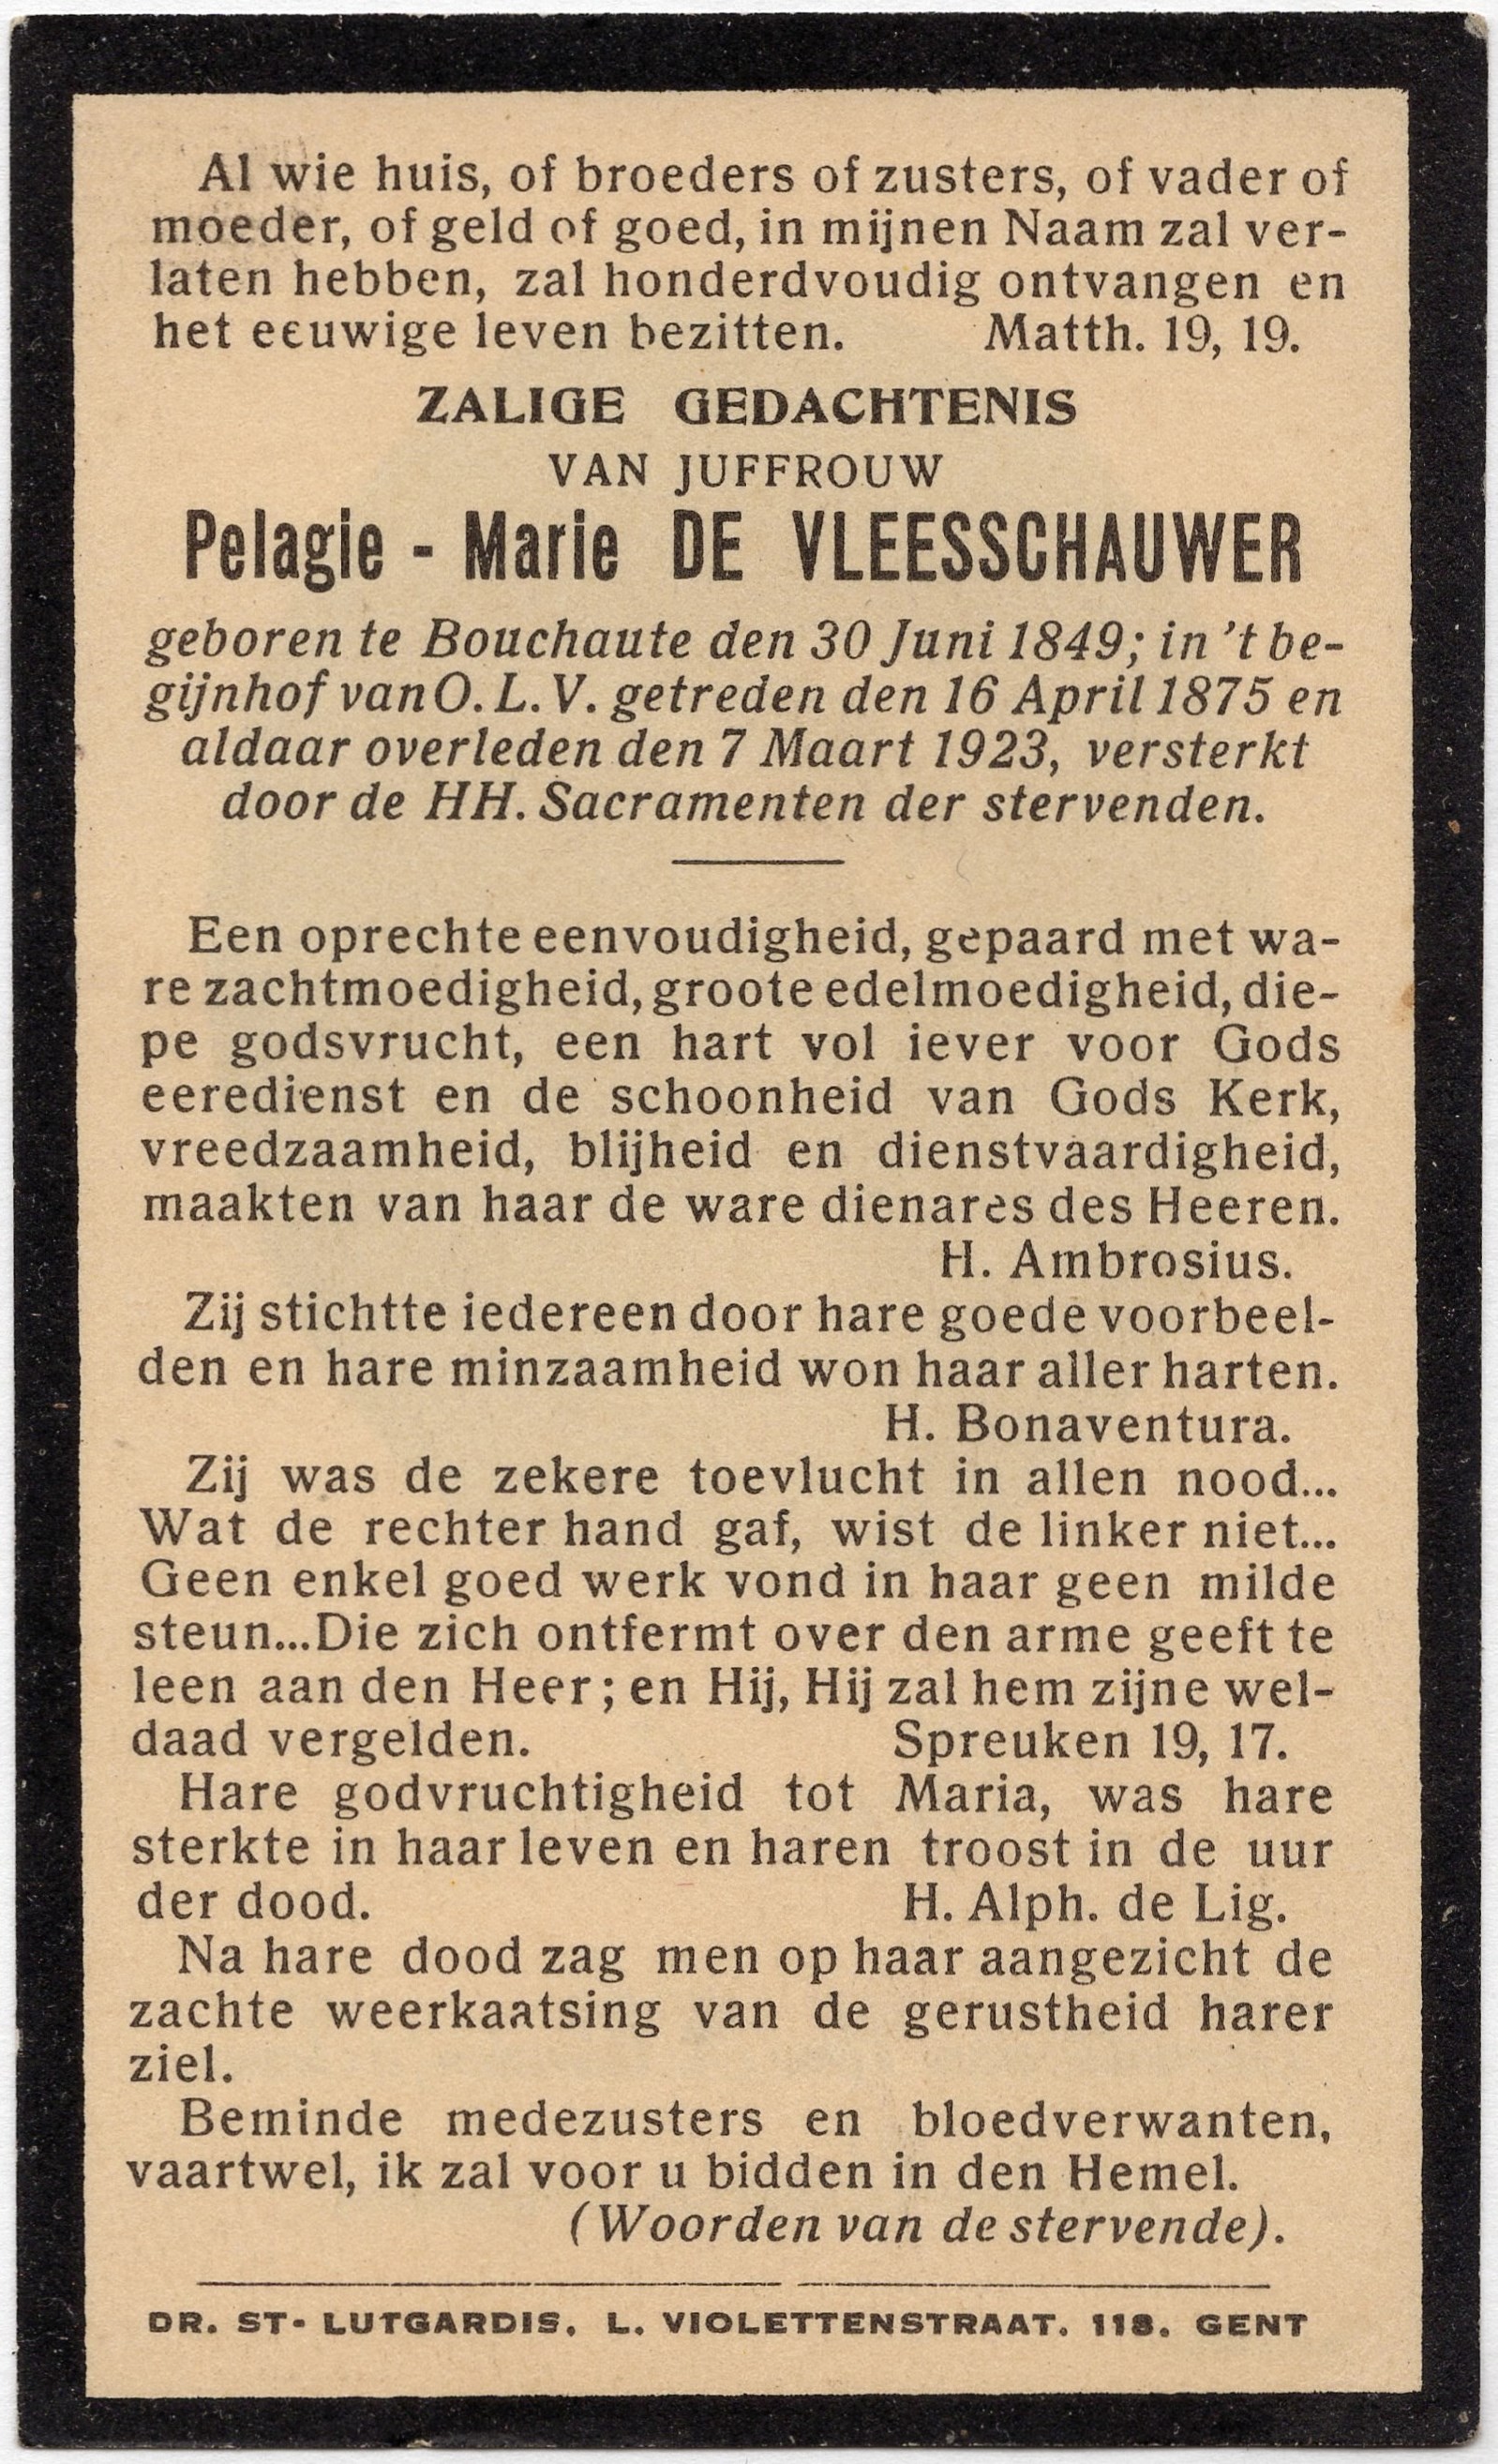 Al wie huis, of broeders of zusters, of vader of
moeder, of geld of goed, in mijnen Naam zal ver-
laten hebben, zal honderdvoudig ontvangen en
het eeuwige leven bezitten. Matth. 19, 19.
ZALIGE GEDACHTENIS
VAN JUFFROUW
Pelagie - Marie DE VLEESSCHAUWER
geboren te Bouchaute den 30 Juni 1849; in 't be-
gijnhof van O. L. V. getreden den 16 April 1875 en
aldaar overleden den 7 Maart 1923, versterkt
door de HH. Sacramenten der stervenden.
Een oprechte eenvoudigheid, gepaard met wa-
re zachtmoedigheid, groote edelmoedigheid, die-
pe godsvrucht, een hart vol iever voor Gods
eeredienst en de schoonheid van Gods Kerk,
vreedzaamheid, blijheid en dienstvaardigheid,
maakten van haar de ware dienares des Heeren.
H. Ambrosius.
Zij stichtte iedereen door hare goede voorbeel-
den en hare minzaamheid won haar aller harten.
H. Bonaventura.
Zij was de zekere toevlucht in allen nood...
Wat de rechter hand gaf, wist de linker niet...
Geen enkel goed werk vond in haar geen milde
steun...Die zich ontfermt over den arme geeft te
leen aan den Heer; en Hij, Hij zal hem zijne wel-
daad vergelden. Spreuken 19, 17.
Hare godvruchtigheid tot Maria, was hare
sterkte in haar leven en haren troost in de uur
der dood. H. Alph. de Lig.
Na hare dood zag men op haar aangezicht de
zachte weerkaatsing van de gerustheid harer
ziel.
Beminde medezusters en bloedverwanten,
vaartwel, ik zal voor u bidden in den Hemel.
(Woorden van de stervende).
DR. ST- LUTGARDIS, L. VIOLETTENSTRAAT. 118. GENT